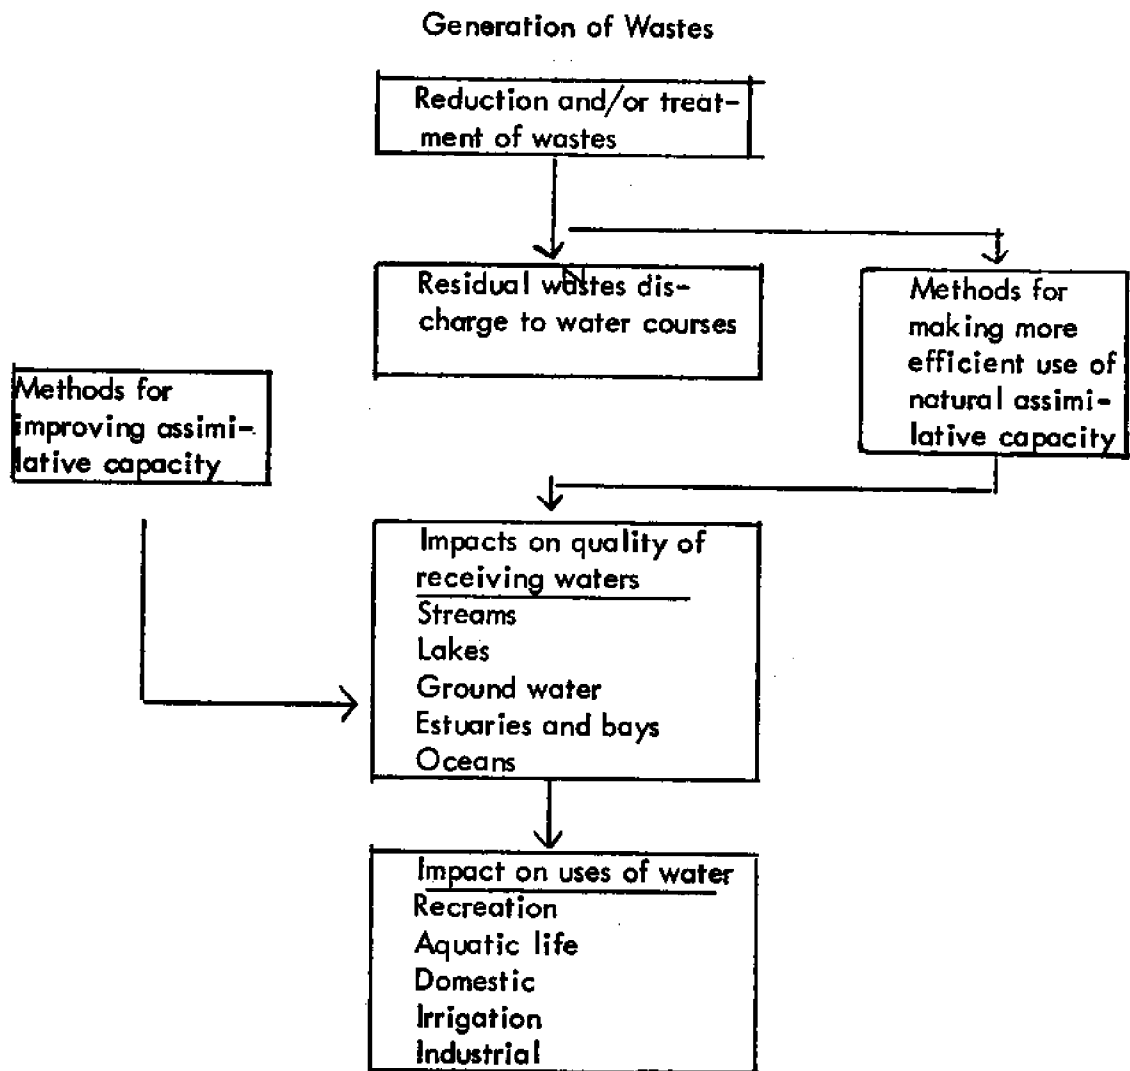 Generation of Wastes
Reduction and/or treat-
ment of wastes
Residual wastes dis-
charge to water courses
Methods for
making more
efficient use of
natural assimi-
lative capacity
Methods for
improving assimi-
lative capacity
Impacts on quality of
receiving waters
Streams
Lakes
Ground water
Estuaries and bays
Oceans
Impact on uses of water
Recreation
Aquatic life
Domestic
Irrigation
Industrial